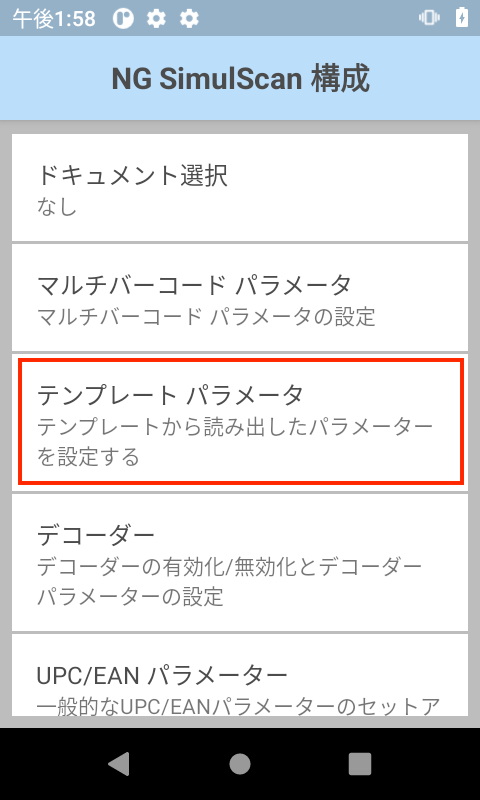 午後1:58
NG SimulScan 構成
ドキュメント選択
なし
マルチバーコード パラメータ
マルチバーコード パラメータの設定
テンプレート パラメータ
テンプレートから読み出したパラメーター
を設定する
デコーダー
デコーダーの有効化/無効化とデコーダー
パラメーターの設定
UPC/EAN パラメーター
一般的なUPC/EANパラメーターのセットア